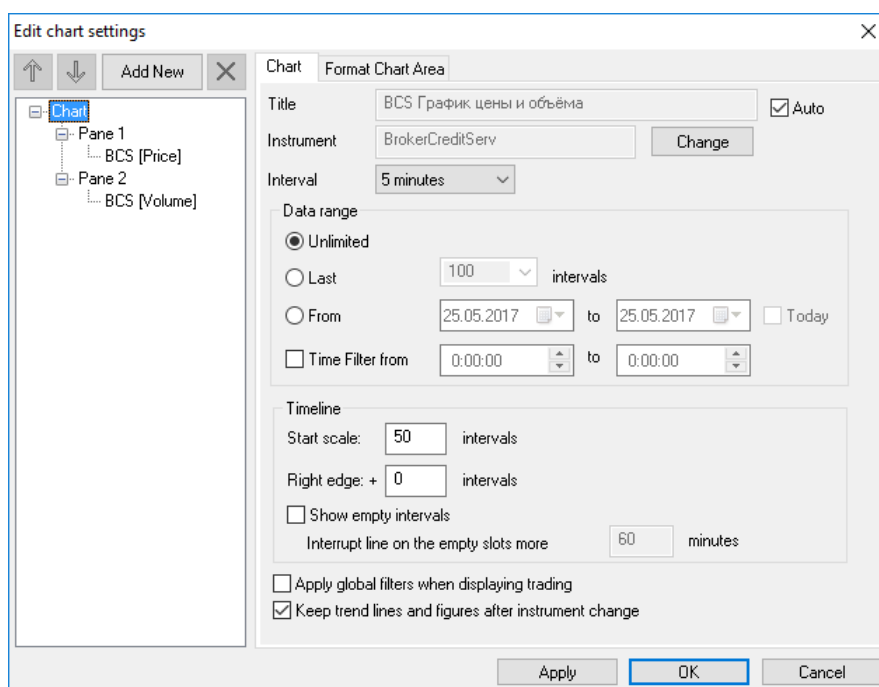 Edit chart settings
Add New
Chart
Pane 1
BCS [Price]
Pane 2
BCS [Volume]
Chart Format Chart Area
Title BCS График цены и объёма Auto
Instrument BrokerCreditServ Change
Interval 5 minutes
Data range
Unlimited
Last 100 intervals
From 25.05.2017 to 25.05.2017 Today
Time Filter from 0:00:00 to 0:00:00
Timeline
Start scale: 50 intervals
Right edge: + 0 intervals
Show empty intervals
Interrupt line on the empty slots more 60 minutes
Apply global filters when displaying trading
Keep trend lines and figures after instrument change
Apply OK Cancel